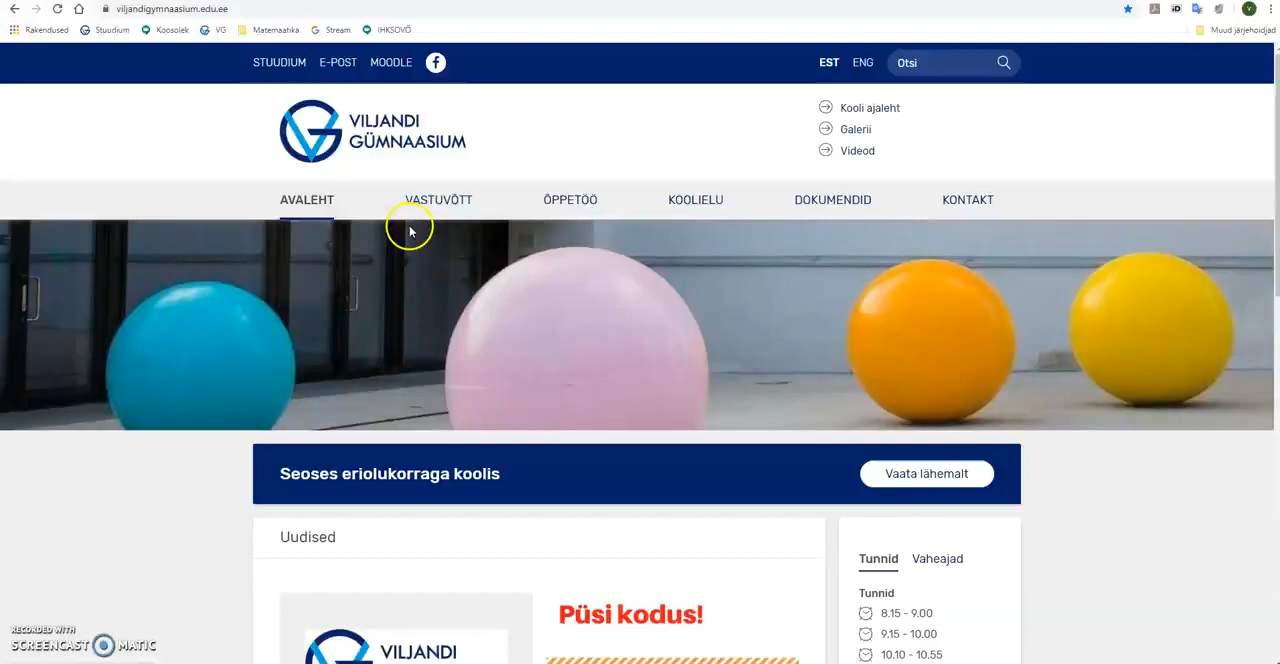 viljandigymnaasium.edu.ee
Rakendused Stuudium Koosolek VG Matemaatika Stream IHKSOVÕ Muud järjehoidjad
STUUDIUM E-POST MOODLE EST ENG Otsi
VILJANDI
GÜMNAASIUM
Kooli ajaleht
Galerii
Videod
AVALEHT VASTUVÕTT ÕPPETÖÖ KOOLIELU DOKUMENDID KONTAKT
Seoses eriolukorraga koolis Vaata lähemalt
Uudised
Tunnid Vaheajad
Tunnid
8.15 - 9.00
9.15 - 10.00
10.10 - 10.55
Püsi kodus!
VILJANDI
RECORDED WITH
SCREENCAST MATIC